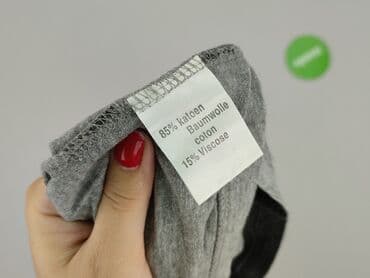 85% katoen
Baumwolle
coton
15% Viscose